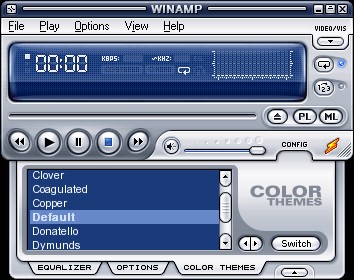 WINAMP
File Play Options View Help
VIDEO/VIS
00:00
KBPS:
KHZ:
123
PL
ML
CONFIG
Clover
Coagulated
Copper
Default
Donatello
Dymunds
COLOR
THEMES
Switch
EQUALIZER
OPTIONS
COLOR THEMES